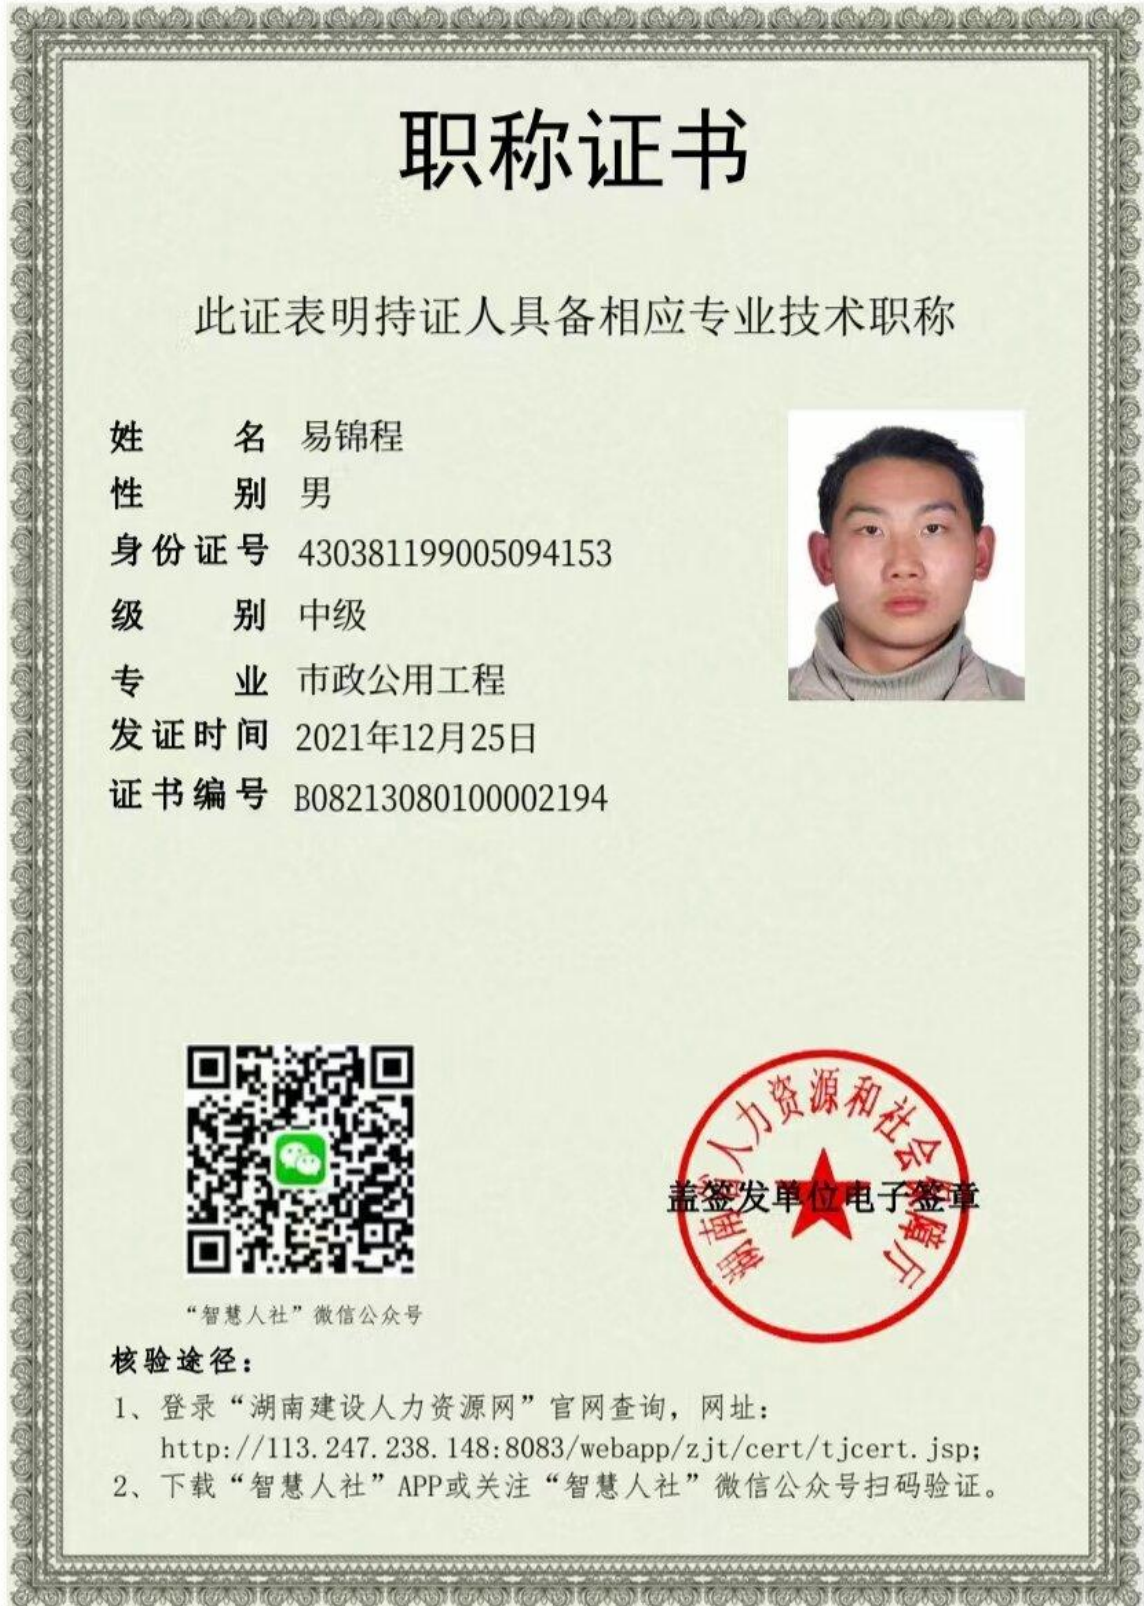 职称证书
此证表明持证人具备相应专业技术职称
姓名 易锦程
性别 男
身份证号 430381199005094153
级别 中级
专业 市政公用工程
发证时间 2021年12月25日
证书编号 B08213080100002194
湖南省人力资源和社会保障厅
盖签发单位电子签章
“智慧人社”微信公众号
核验途径：
1、登录“湖南建设人力资源网”官网查询，网址：
http://113.247.238.148:8083/webapp/zjt/cert/tjcert.jsp;
2、下载“智慧人社”APP或关注“智慧人社”微信公众号扫码验证。